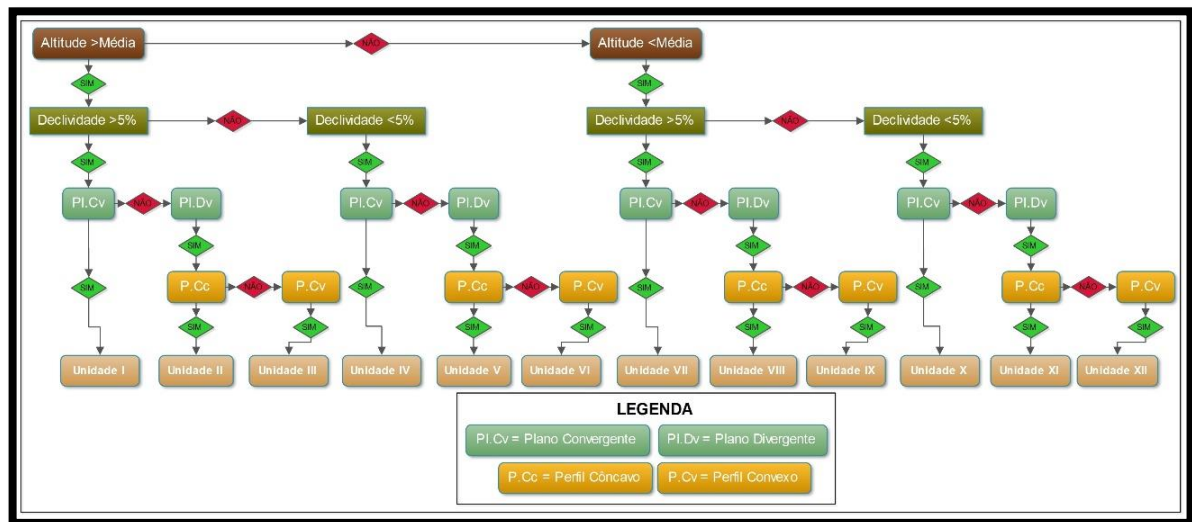 Altitude >Média NÃO Altitude <Média
SIM SIM
Declividade >5% NÃO Declividade <5% Declividade >5% NÃO Declividade <5%
SIM SIM SIM SIM
Pl.Cv NÃO Pl.Dv Pl.Cv NÃO Pl.Dv Pl.Cv NÃO Pl.Dv Pl.Cv NÃO Pl.Dv
SIM SIM SIM SIM
P.Cc NÃO P.Cv P.Cc NÃO P.Cv P.Cc NÃO P.Cv P.Cc NÃO P.Cv
SIM SIM SIM SIM
SIM SIM SIM SIM SIM SIM SIM SIM
Unidade I Unidade II Unidade III Unidade IV Unidade V Unidade VI Unidade VII Unidade VIII Unidade IX Unidade X Unidade XI Unidade XII
LEGENDA
Pl.Cv = Plano Convergente Pl.Dv = Plano Divergente
P.Cc = Perfil Côncavo P.Cv = Perfil Convexo